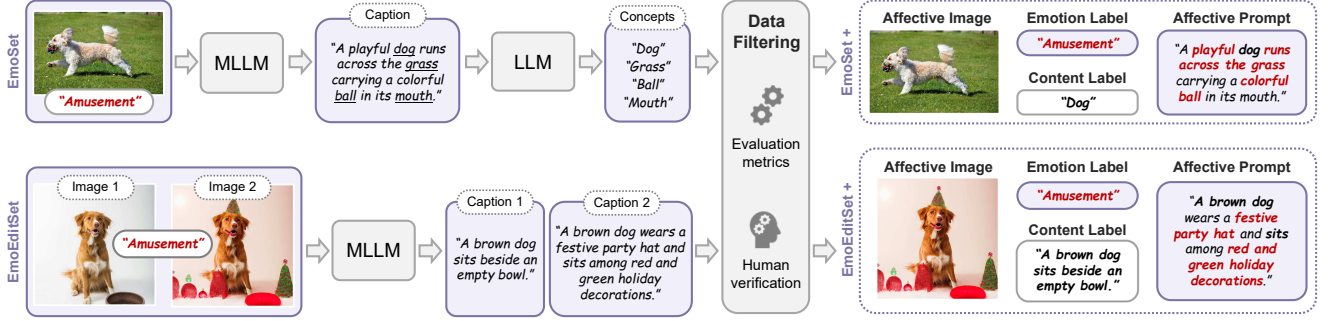 EmoSet
"Amusement"
MLLM
Caption
"A playful dog runs
across the grass
carrying a colorful
ball in its mouth."
LLM
Concepts
"Dog"
"Grass"
"Ball"
"Mouth"
Data
Filtering
Evaluation
metrics
Human
verification
EmoSet +
Affective Image
Emotion Label
"Amusement"
Content Label
"Dog"
Affective Prompt
"A playful dog runs
across the grass
carrying a colorful
ball in its mouth."
EmoEditSet
Image 1
Image 2
"Amusement"
MLLM
Caption 1
"A brown dog
sits beside an
empty bowl."
Caption 2
"A brown dog wears a
festive party hat and
sits among red and
green holiday
decorations."
EmoEditSet +
Affective Image
Emotion Label
"Amusement"
Content Label
"A brown dog
sits beside an
empty bowl."
Affective Prompt
"A brown dog
wears a festive
party hat and sits
among red and
green holiday
decorations."